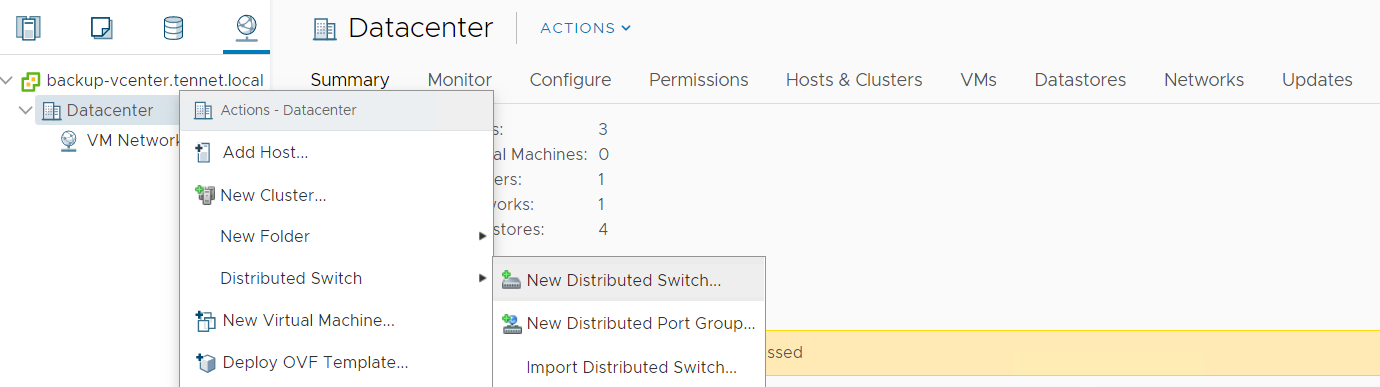 Datacenter
ACTIONS
backup-vcenter.tennet.local
Summary Monitor Configure Permissions Hosts & Clusters VMs Datastores Networks Updates
Datacenter
Actions - Datacenter
VM Network
Add Host...
New Cluster...
New Folder
Distributed Switch
New Virtual Machine...
Deploy OVF Template...
s: 3
al Machines: 0
ers: 1
orks: 1
stores: 4
New Distributed Switch...
New Distributed Port Group...
Import Distributed Switch...
ssed